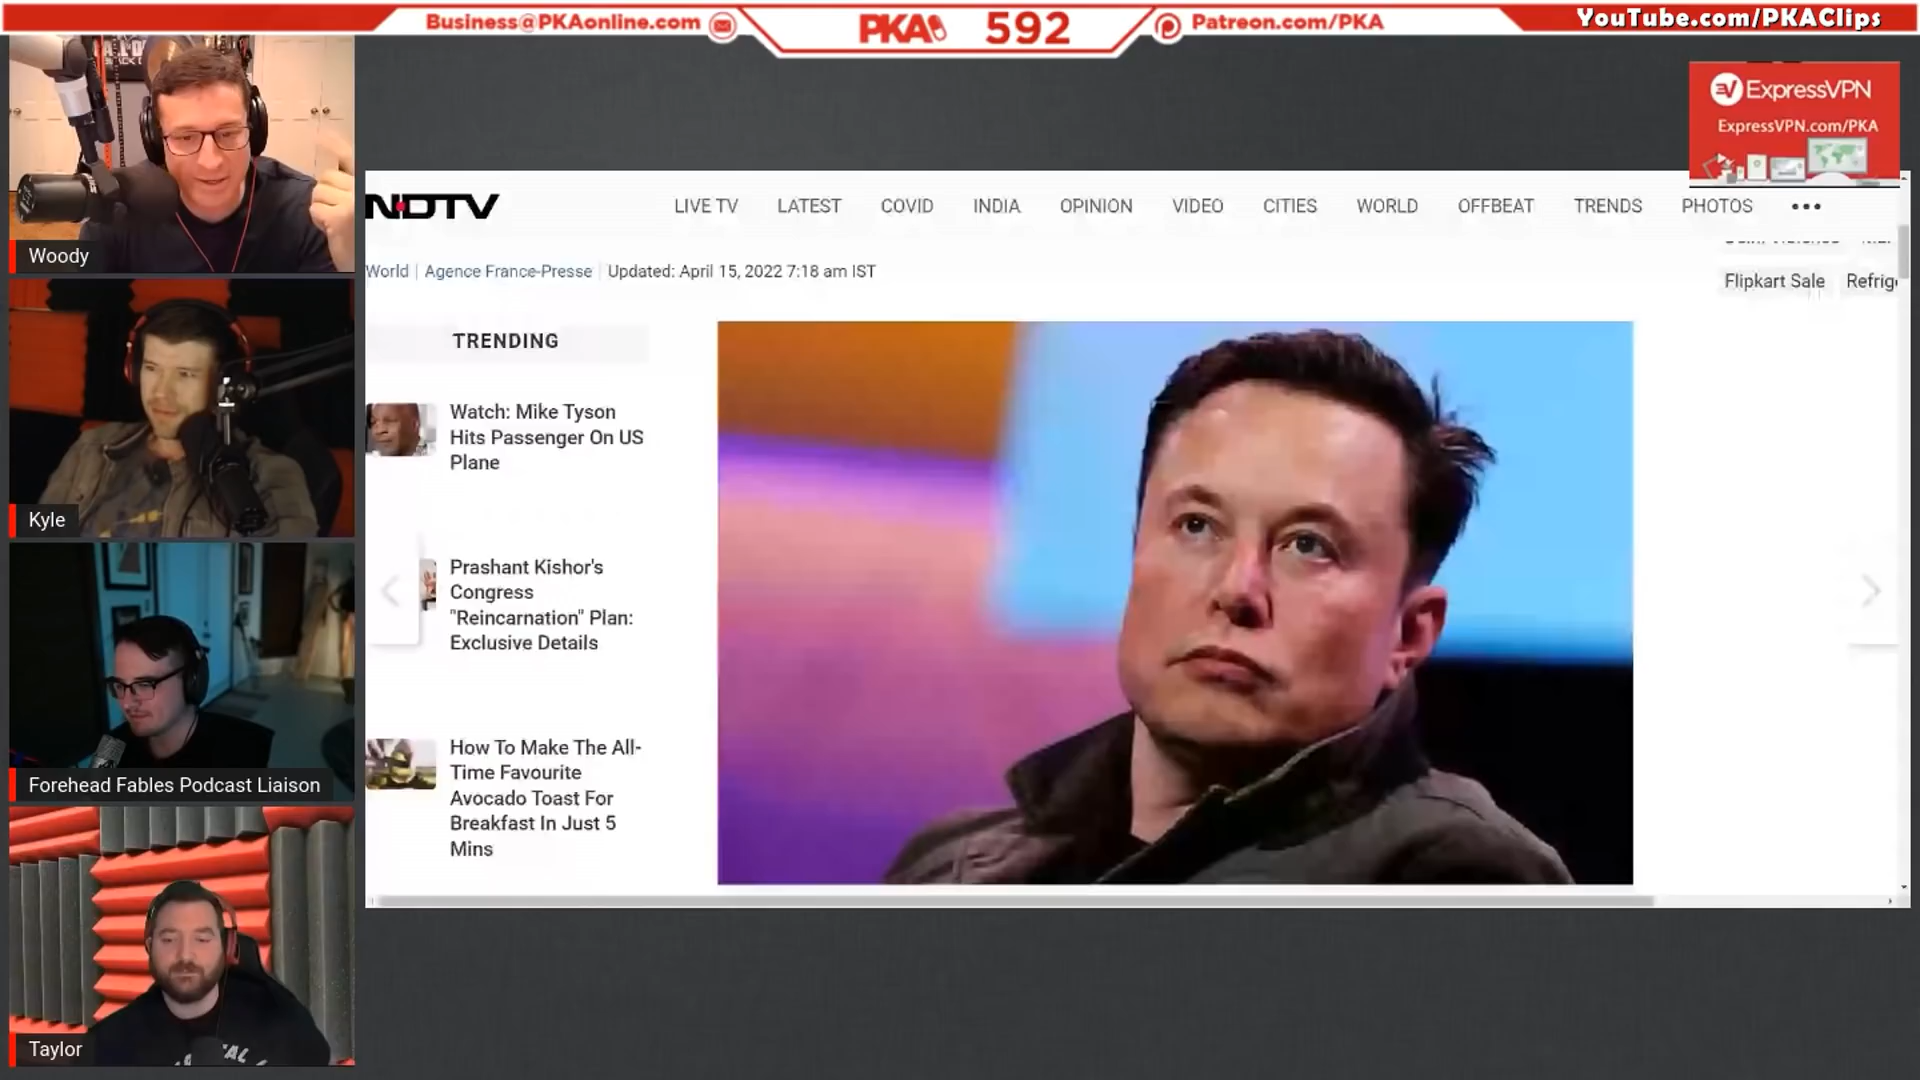 Business@PKAonline.com
PKA
592
Patreon.com/PKA
YouTube.com/PKAClips
ExpressVPN
ExpressVPN.com/PKA
NDTV
LIVE TV LATEST COVID INDIA OPINION VIDEO CITIES WORLD OFFBEAT TRENDS PHOTOS
World | Agence France-Presse | Updated: April 15, 2022 7:18 am IST
Flipkart Sale
TRENDING
Watch: Mike Tyson
Hits Passenger On US
Plane
Prashant Kishor's
Congress
"Reincarnation" Plan:
Exclusive Details
How To Make The All-
Time Favourite
Avocado Toast For
Breakfast In Just 5
Mins
Woody
Kyle
Forehead Fables Podcast Liaison
Taylor